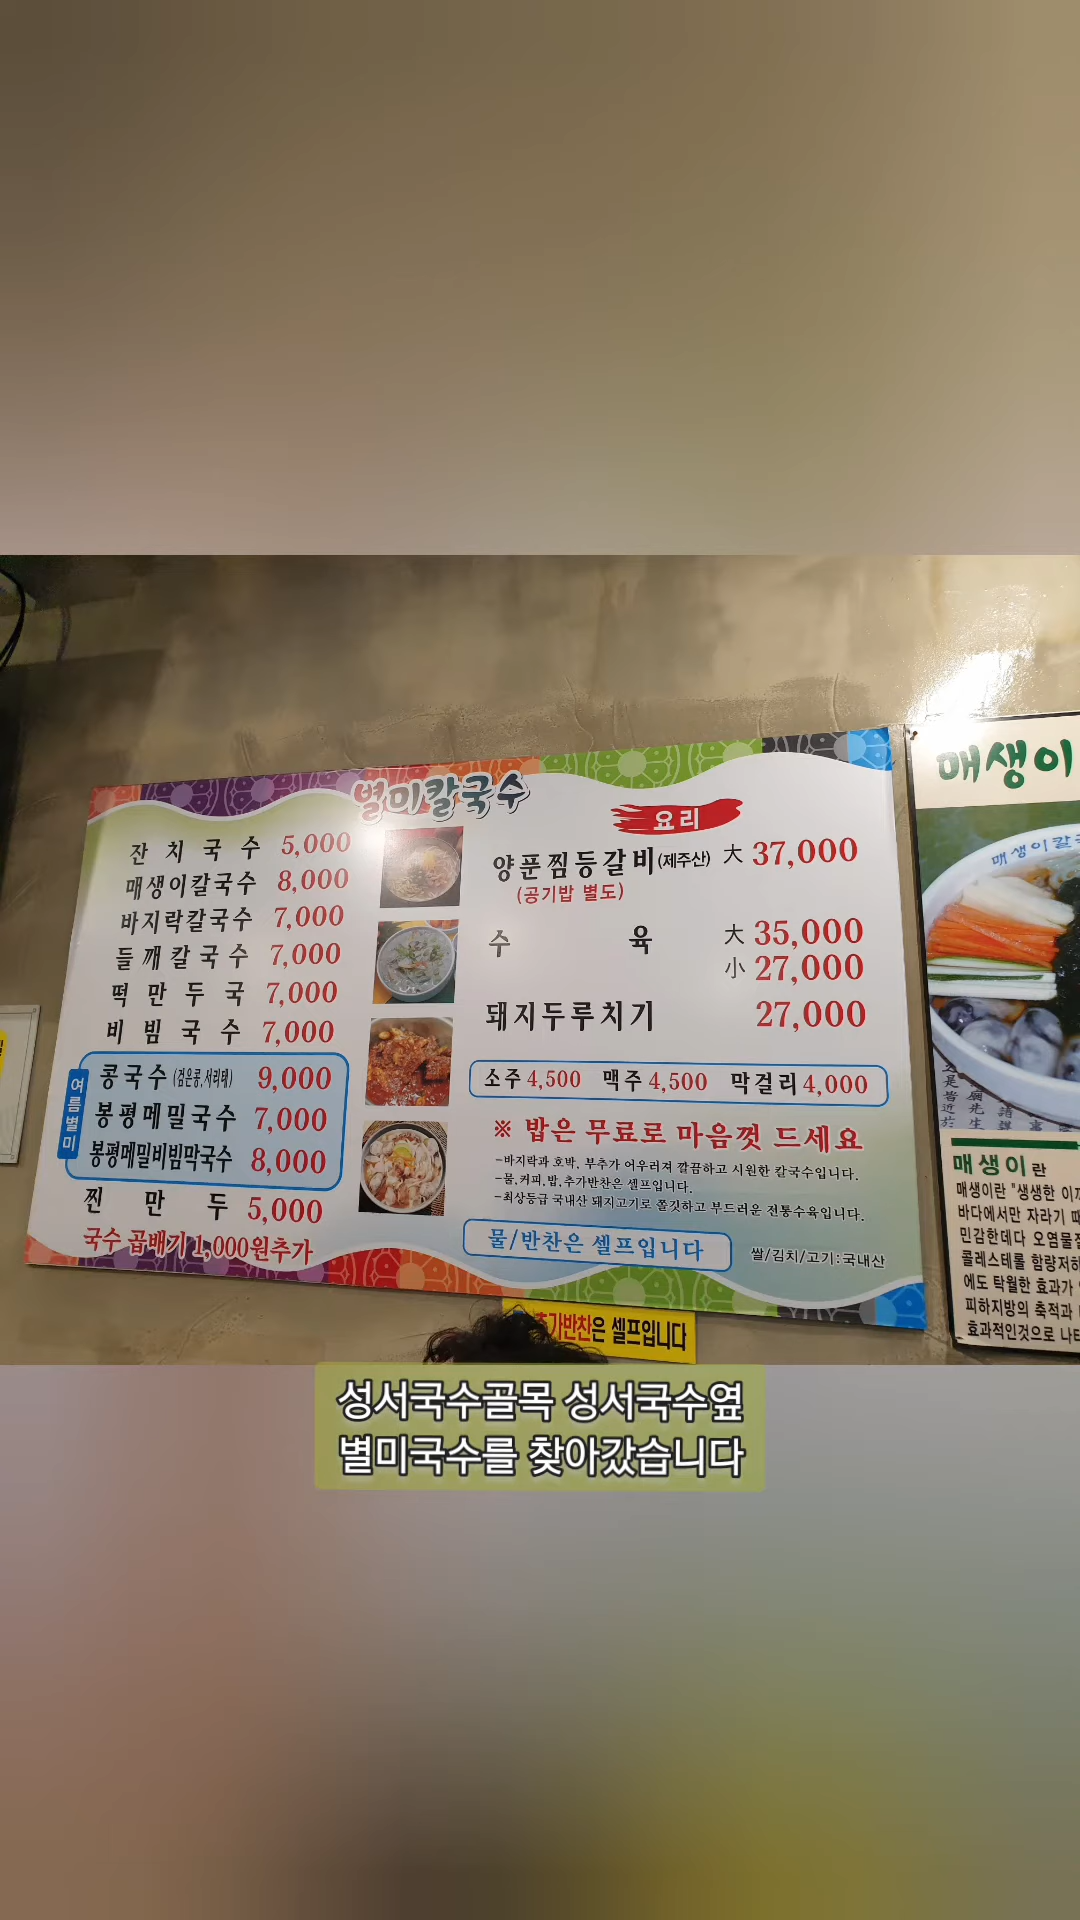 별미칼국수
잔치국수 5,000
매생이칼국수 8,000
바지락칼국수 7,000
들깨칼국수 7,000
떡만두국 7,000
비빔국수 7,000
여름별미
콩국수 (검은콩,서리태) 9,000
봉평메밀국수 7,000
봉평메밀비빔막국수 8,000
찐만두 5,000
국수 곱배기 1,000원추가
요리
양푼찜등갈비(제주산) 大 37,000
(공기밥 별도)
수육 大 35,000
小 27,000
돼지두루치기 27,000
소주 4,500 맥주 4,500 막걸리 4,000
※ 밥은 무료로 마음껏 드세요
-바지락과 호박, 부추가 어우러져 깔끔하고 시원한 칼국수입니다.
-물,커피,밥,추가반찬은 셀프입니다.
-최상등급 국내산 돼지고기로 쫄깃하고 부드러운 전통수육입니다.
물/반찬은 셀프입니다
쌀/김치/고기:국내산
추가반찬은 셀프입니다
매생이
매생이칼
매생이란
매생이란 "생생한 이끼
바다에서만 자라기 때
민감한데다 오염물질
콜레스테롤 함량저하
에도 탁월한 효과가
피하지방의 축적과
효과적인것으로 나타
성서국수골목 성서국수옆
별미국수를 찾아갔습니다